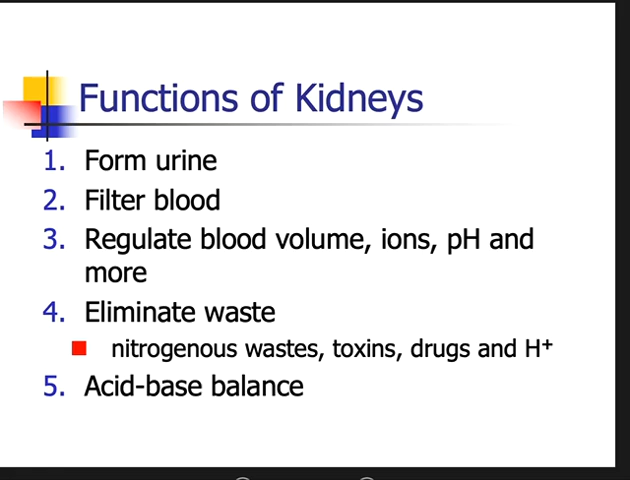 Functions of Kidneys
1. Form urine
2. Filter blood
3. Regulate blood volume, ions, pH and
more
4. Eliminate waste
nitrogenous wastes, toxins, drugs and H+
5. Acid-base balance